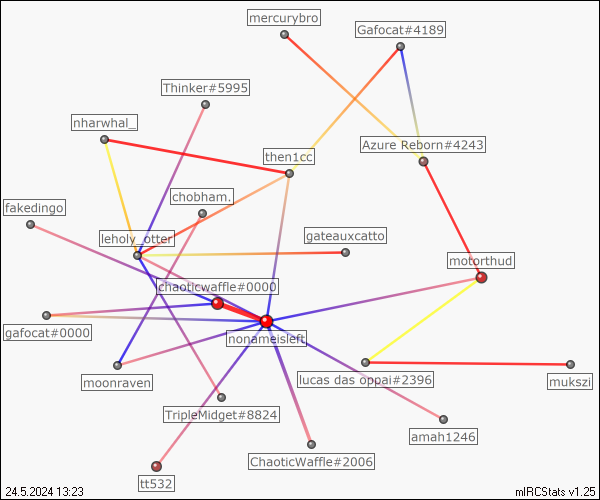 mercurybro
Gafocat#4189
Thinker#5995
nharwhal_
Azure Reborn#4243
then1cc
chobham.
fakedingo
leholy_otter
gateauxcatto
motorthud
chaoticwaffle#0000
gafocat#0000
nonameisleft
moonraven
lucas das oppai#2396
mukszi
TripleMidget#8824
amah1246
ChaoticWaffle#2006
tt532
24.5.2024 13:23
mIRCStats v1.25